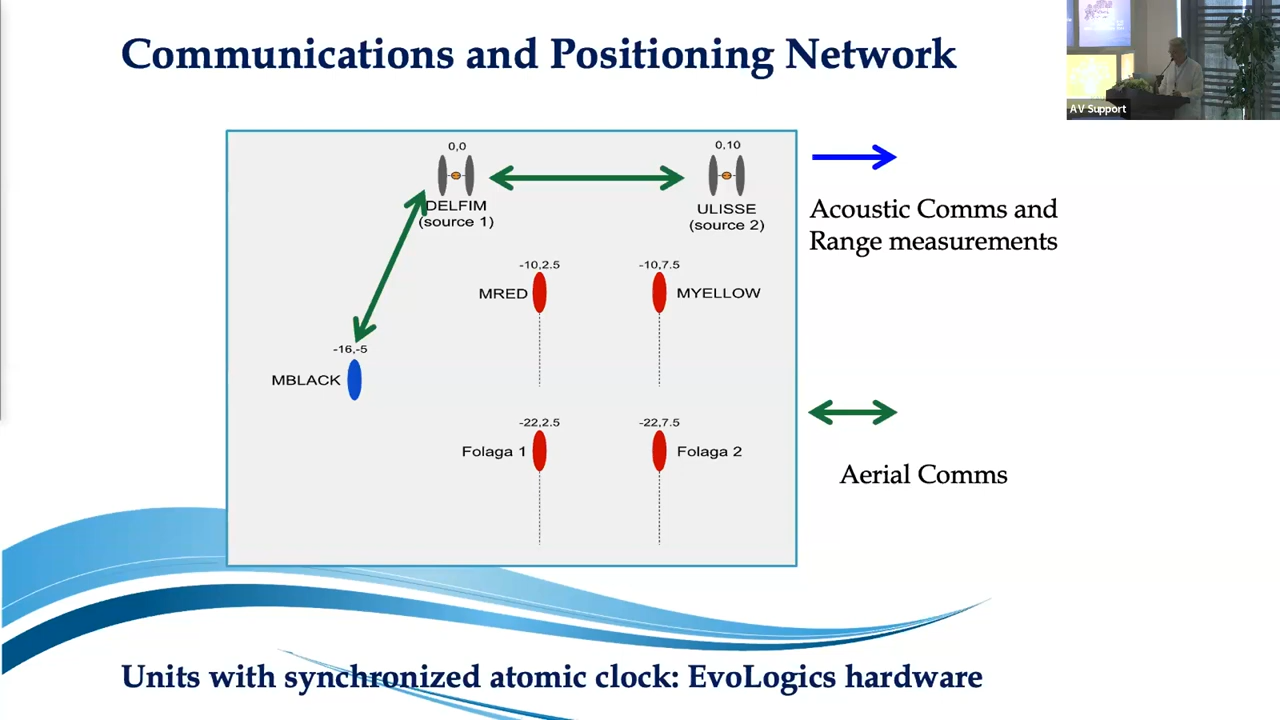 Communications and Positioning Network
AV Support
0,0
0,10
DELFIM
(source 1)
ULISSE
(source 2)
Acoustic Comms and
Range measurements
-10,2.5
-10,7.5
MRED
MYELLOW
-16,-5
MBLACK
-22,2.5
-22,7.5
Folaga 1
Folaga 2
Aerial Comms
Units with synchronized atomic clock: EvoLogics hardware